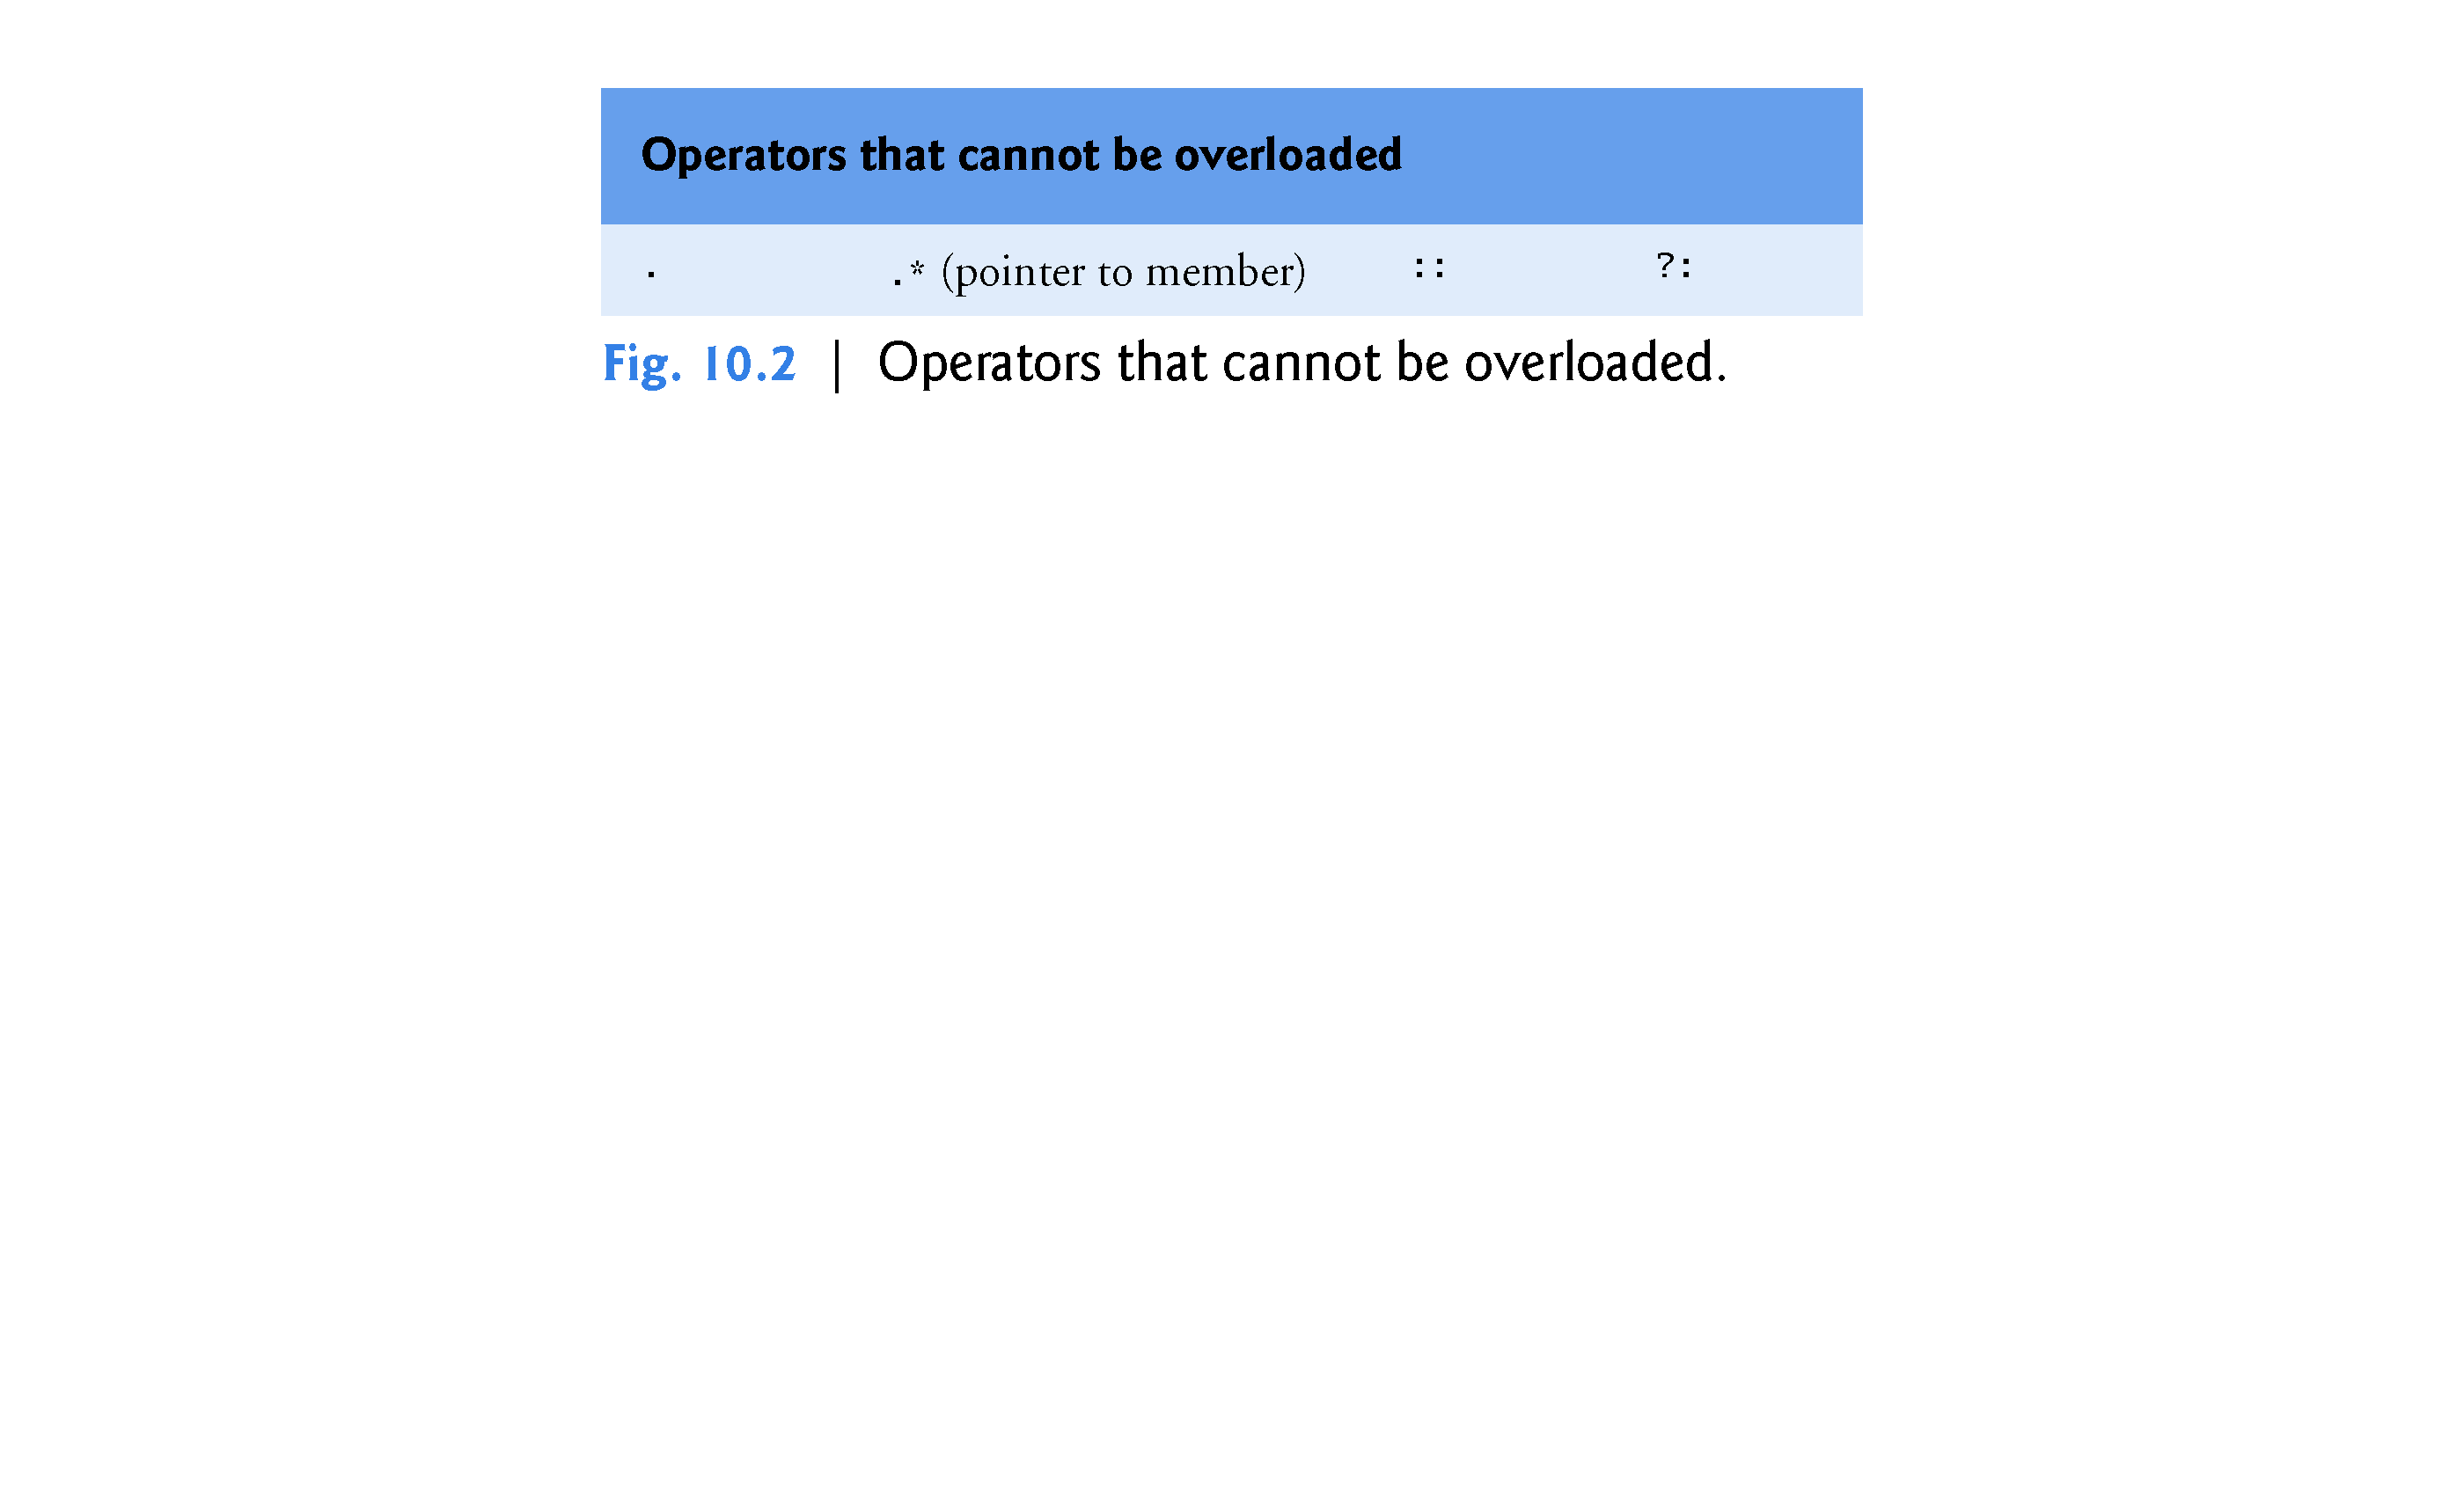 Operators that cannot be overloaded
. .* (pointer to member) :: ?:
Fig. 10.2 | Operators that cannot be overloaded.